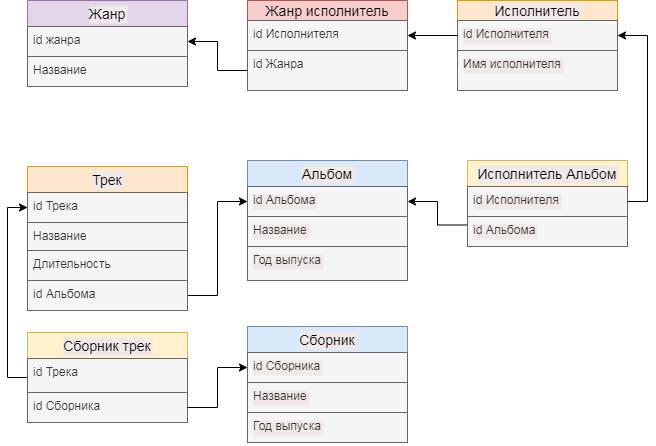 Жанр
id жанра
Название
Жанр исполнитель
id Исполнителя
id Жанра
Исполнитель
id Исполнителя
Имя исполнителя
Трек
id Трека
Название
Длительность
id Альбома
Альбом
id Альбома
Название
Год выпуска
Исполнитель Альбом
id Исполнителя
id Альбома
Сборник трек
id Трека
id Сборника
Сборник
id Сборника
Название
Год выпуска